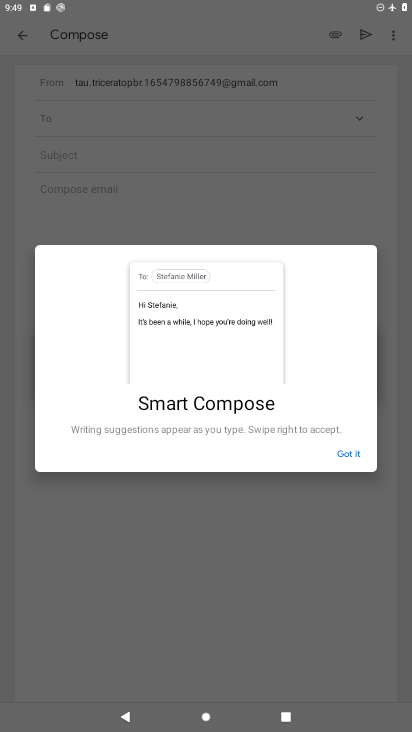 9:49
Compose
From tau.triceratopbr.1654798856749@gmail.com
To
Subject
Compose email
To: Stefanie Miller
Hi Stefanie,
It's been a while, I hope you're doing well!
Smart Compose
Writing suggestions appear as you type. Swipe right to accept.
Got it